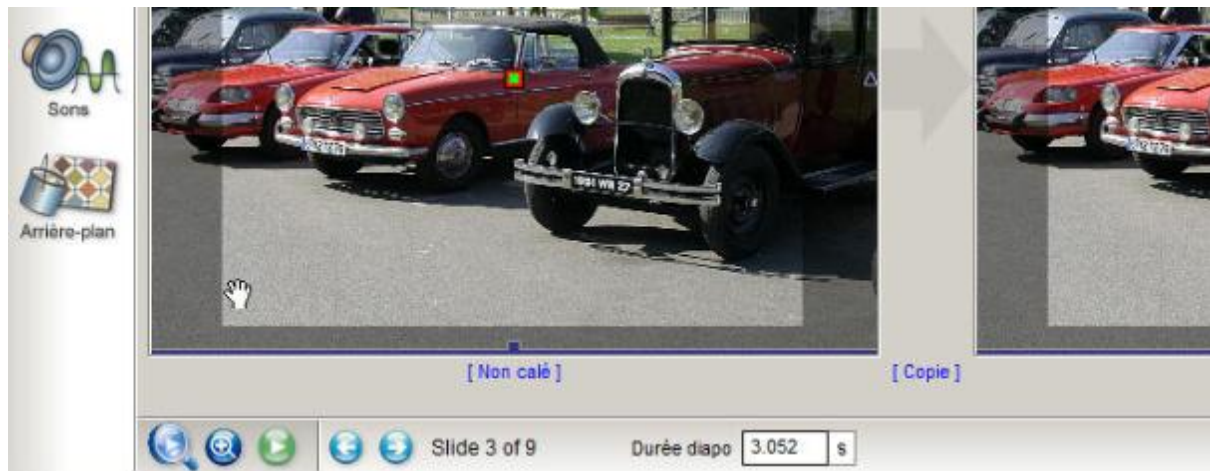 Sons
Arrière-plan
[ Non calé ]
[ Copie ]
Slide 3 of 9
Durée diapo 3.052 s